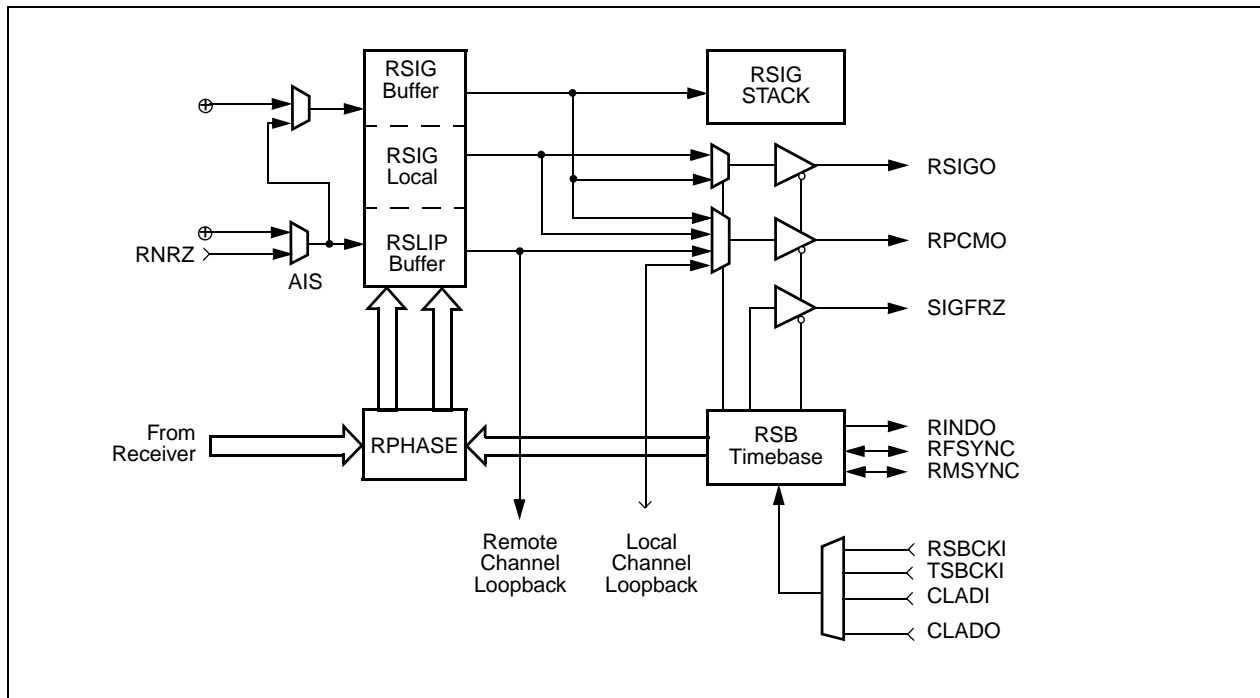 RSIG
Buffer
RSIG
STACK
RSIG
Local
RSIGO
RSLIP
Buffer
RNRZ
AIS
RPCMO
SIGFRZ
From
Receiver
RPHASE
RSB
Timebase
RINDO
RFSYNC
RMSYNC
Remote
Channel
Loopback
Local
Channel
Loopback
RSBCKI
TSBCKI
CLADI
CLADO